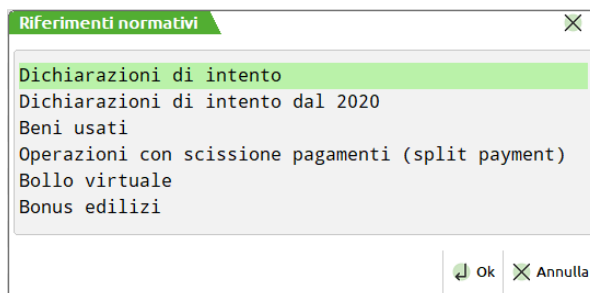 Riferimenti normativi
Dichiarazioni di intento
Dichiarazioni di intento dal 2020
Beni usati
Operazioni con scissione pagamenti (split payment)
Bollo virtuale
Bonus edilizi
Ok Annulla